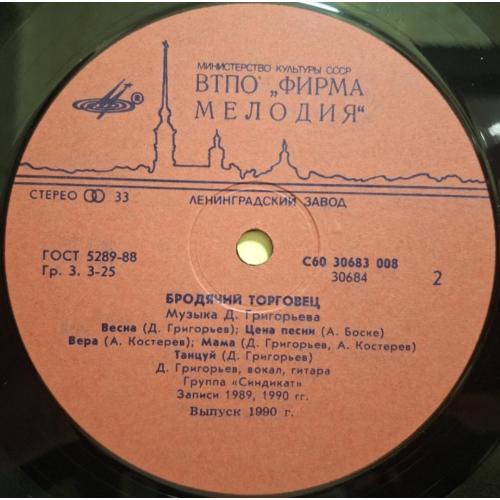 МИНИСТЕРСТВО КУЛЬТУРЫ СССР
ВТПО „ФИРМА
МЕЛОДИЯ“
СТЕРЕО 33
ЛЕНИНГРАДСКИЙ ЗАВОД
ГОСТ 5289-88
Гр. 3. 3-25
С60 30683 008
30684
2
БРОДЯЧИЙ ТОРГОВЕЦ
Музыка Д. Григорьева
Весна (Д. Григорьев); Цена песни (А. Боске)
Вера (А. Костерев); Мама (Д. Григорьев, А. Костерев)
Танцуй (Д. Григорьев)
Д. Григорьев, вокал, гитара
Группа «Синдикат»
Записи 1989, 1990 гг.
Выпуск 1990 г.